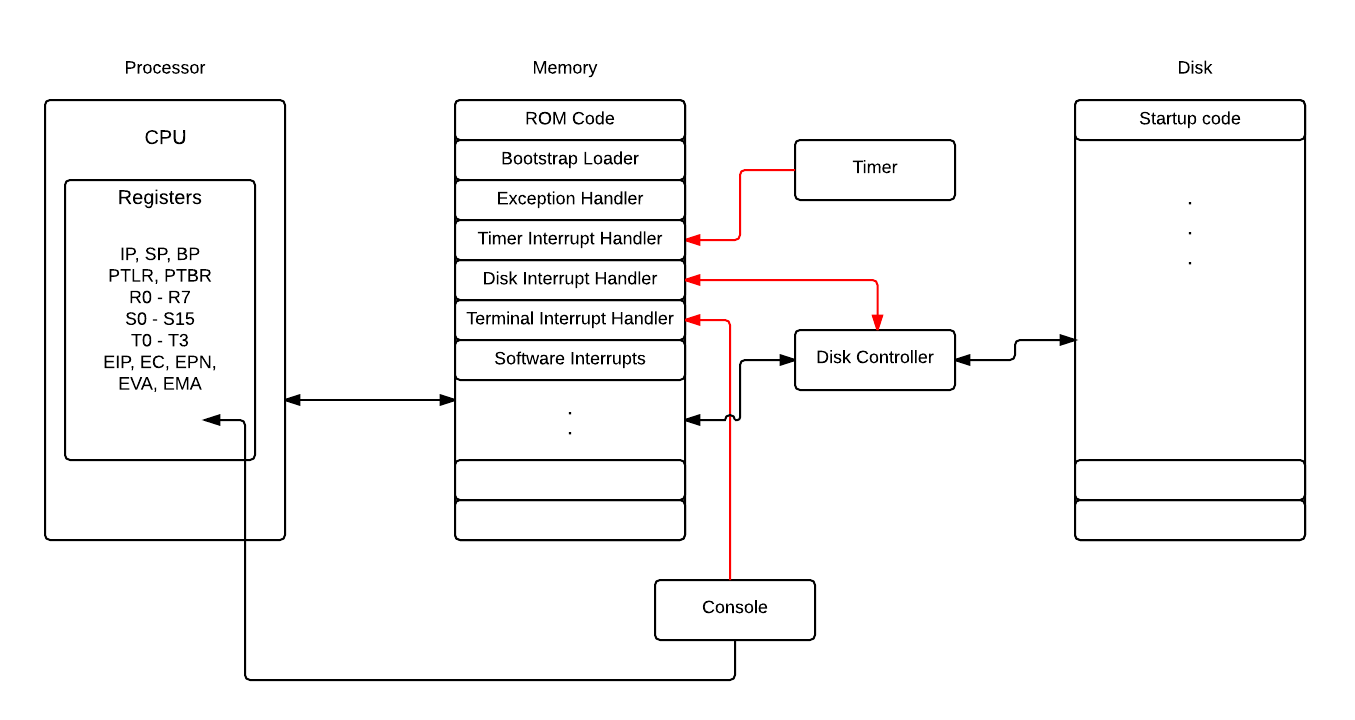 Processor
Memory
Disk
CPU
Registers
IP, SP, BP
PTLR, PTBR
R0 - R7
S0 - S15
T0 - T3
EIP, EC, EPN,
EVA, EMA
ROM Code
Bootstrap Loader
Exception Handler
Timer Interrupt Handler
Disk Interrupt Handler
Terminal Interrupt Handler
Software Interrupts
.
.
Timer
Disk Controller
Console
Startup code
.
.
.